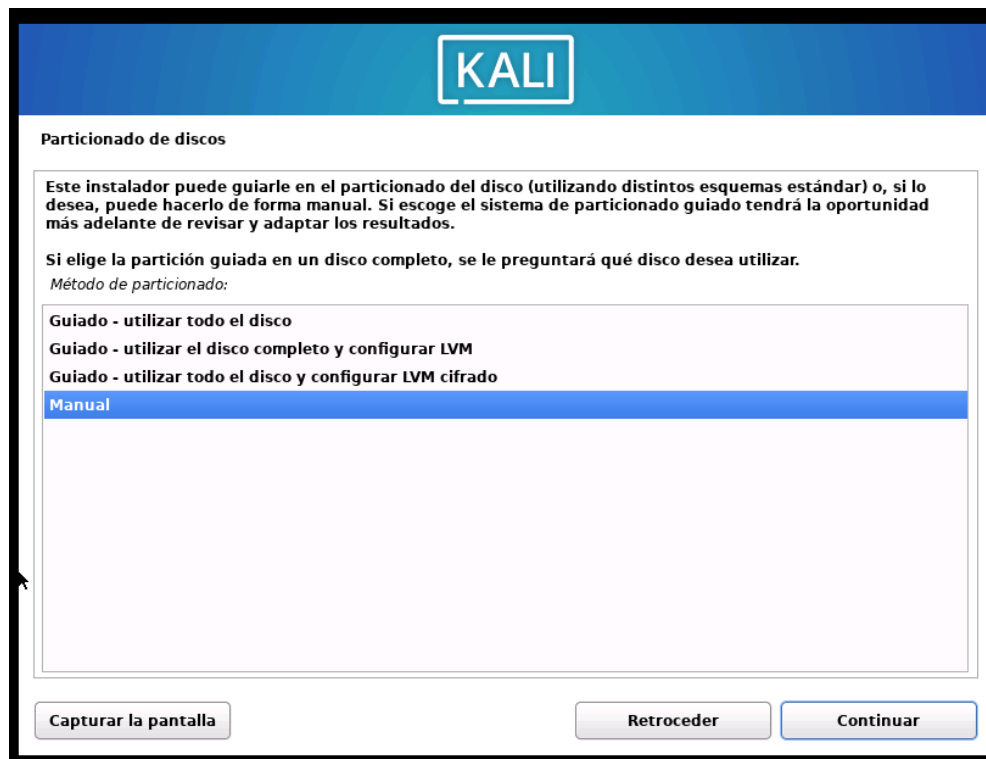 KALI
Particionado de discos
Este instalador puede guiarle en el particionado del disco (utilizando distintos esquemas estándar) o, si lo
desea, puede hacerlo de forma manual. Si escoge el sistema de particionado guiado tendrá la oportunidad
más adelante de revisar y adaptar los resultados.
Si elige la partición guiada en un disco completo, se le preguntará qué disco desea utilizar.
Método de particionado:
Guiado - utilizar todo el disco
Guiado - utilizar el disco completo y configurar LVM
Guiado - utilizar todo el disco y configurar LVM cifrado
Manual
Capturar la pantalla
Retroceder
Continuar